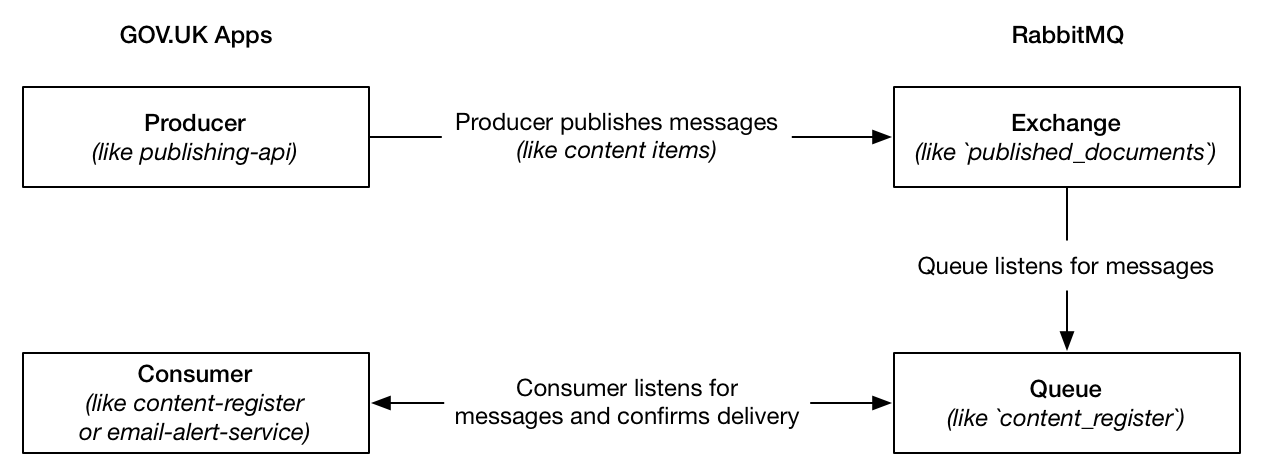 GOV.UK Apps
RabbitMQ
Producer
(like publishing-api)
Producer publishes messages
(like content items)
Exchange
(like `published_documents`)
Queue listens for messages
Consumer
(like content-register
or email-alert-service)
Consumer listens for
messages and confirms delivery
Queue
(like `content_register`)